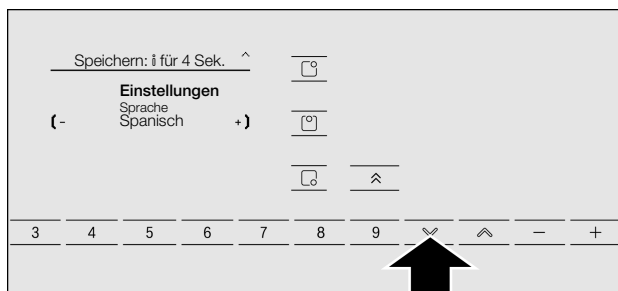 Speichern: i für 4 Sek. ^
Einstellungen
Sprache
(- Spanisch +)
3 4 5 6 7 8 9 − +